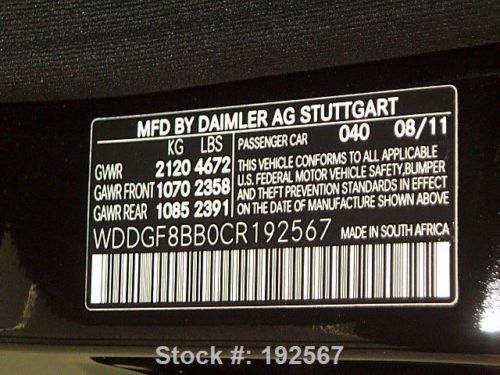 MFD BY DAIMLER AG STUTTGART
KG LBS PASSENGER CAR 040 08/11
GVWR 2120 4672 THIS VEHICLE CONFORMS TO ALL APPLICABLE
U.S. FEDERAL MOTOR VEHICLE SAFETY, BUMPER
GAWR FRONT 1070 2358 AND THEFT PREVENTION STANDARDS IN EFFECT
GAWR REAR 1085 2391 ON THE DATE OF MANUFACTURE SHOWN ABOVE.
WDDGF8BB0CR192567 MADE IN SOUTH AFRICA
Stock #: 192567